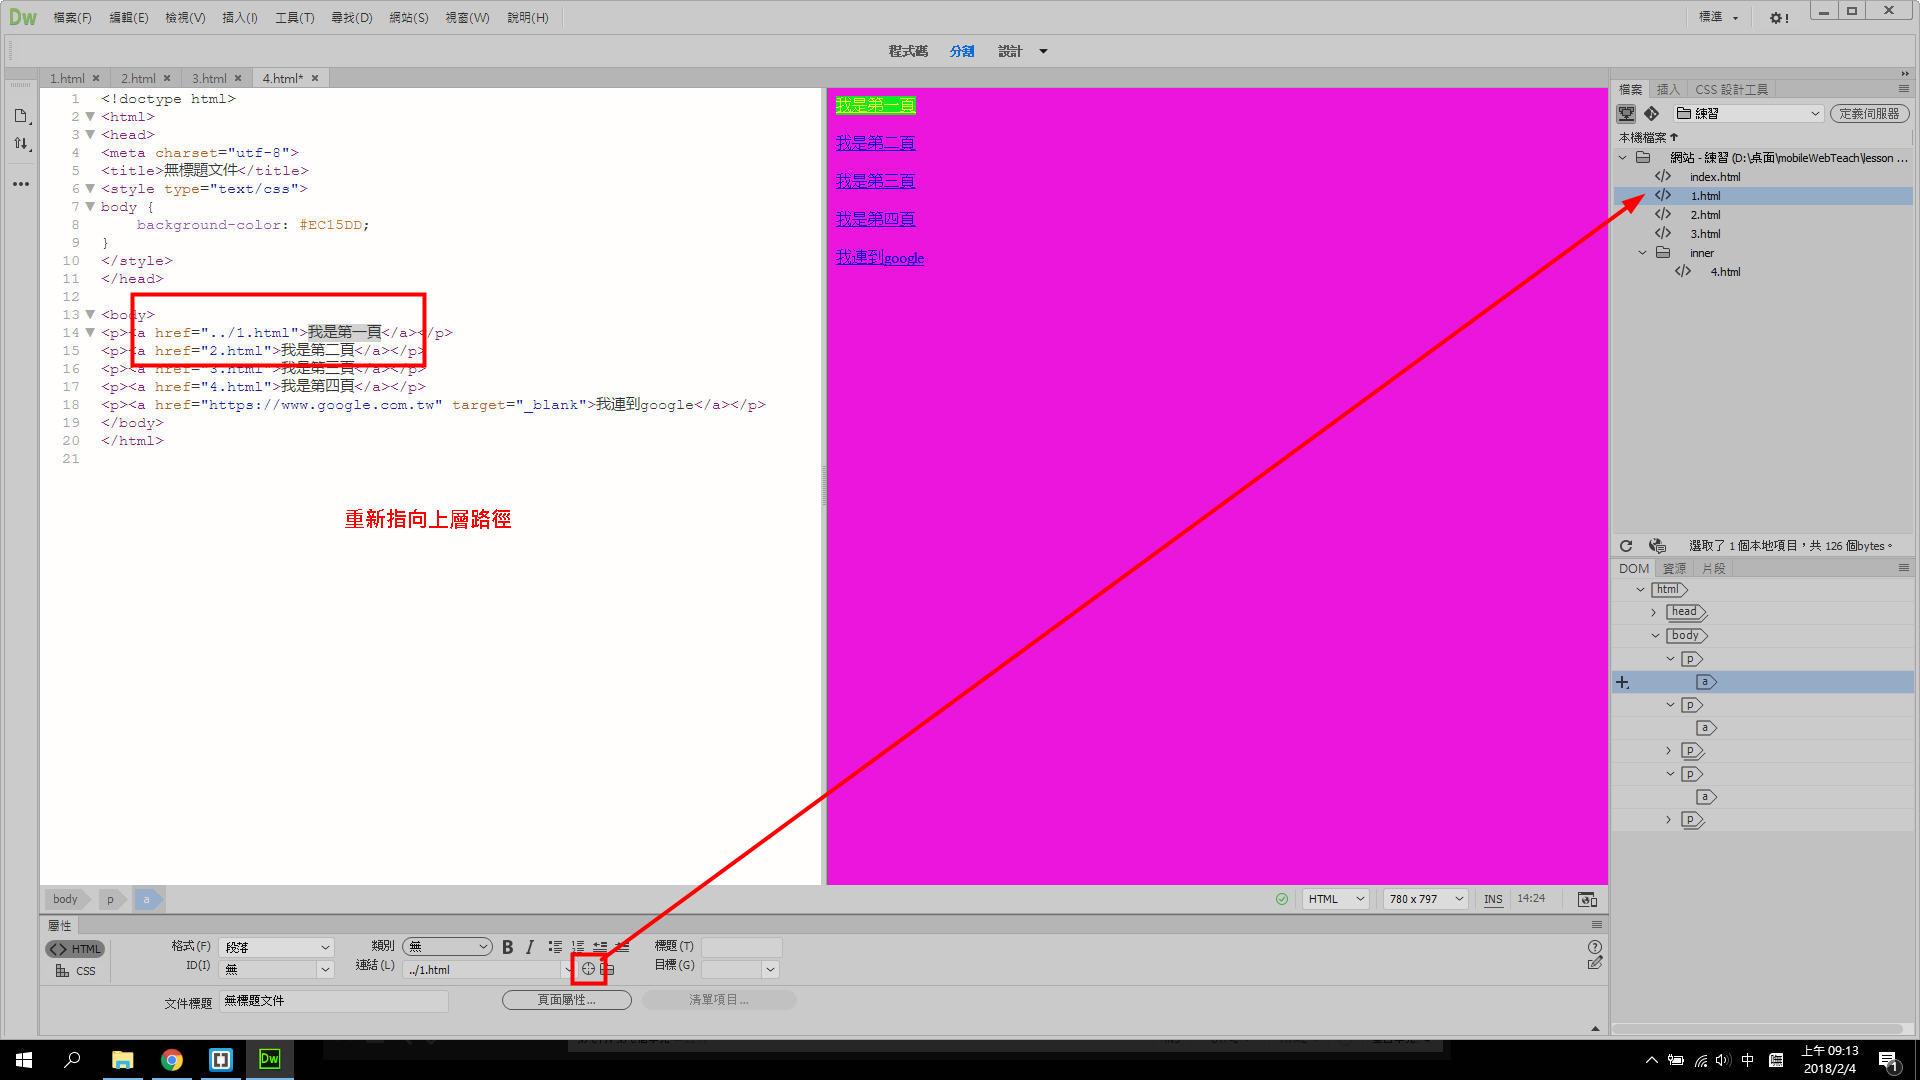 Dw 檔案(F) 編輯(E) 檢視(V) 插入(I) 工具(T) 尋找(D) 網站(S) 視窗(W) 說明(H) 標準
程式碼 分割 設計
1.html 2.html 3.html 4.html*
1 <!doctype html>
2 <html>
3 <head>
4 <meta charset="utf-8">
5 <title>無標題文件</title>
6 <style type="text/css">
7 body {
8 background-color: #EC15DD;
9 }
10 </style>
11 </head>
12
13 <body>
14 <p><a href="../1.html">我是第一頁</a></p>
15 <p><a href="2.html">我是第二頁</a></p>
16 <p><a href="3.html">我是第三頁</a></p>
17 <p><a href="4.html">我是第四頁</a></p>
18 <p><a href="https://www.google.com.tw" target="_blank">我連到google</a></p>
19 </body>
20 </html>
21
重新指向上層路徑
我是第一頁
我是第二頁
我是第三頁
我是第四頁
我連到google
檔案 插入 CSS 設計工具
練習 定義伺服器
本機檔案
網站 - 練習 (D:\桌面\mobileWebTeach\lesson ...
index.html
1.html
2.html
3.html
inner
4.html
選取了 1 個本地項目，共 126 個bytes。
DOM 資源 片段
html
head
body
p
a
p
a
p
p
a
p
body p a
HTML 780 x 797 INS 14:24
屬性
HTML 格式(F) 段落 類別 無 B I 標題(T)
CSS ID(I) 無 連結(L) ../1.html 目標(G)
文件標題 無標題文件 頁面屬性... 清單項目...
Dw 中 上午 09:13
2018/2/4 1